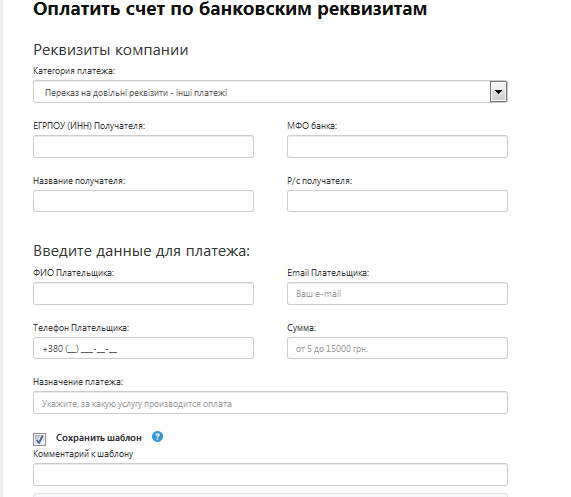 Оплатить счет по банковским реквизитам
Реквизиты компании
Категория платежа:
Переказ на довільні реквізити - інші платежі
ЕГРПОУ (ИНН) Получателя: МФО банка:
Название получателя: Р/с получателя:
Введите данные для платежа:
ФИО Плательщика: Email Плательщика:
Ваш e-mail
Телефон Плательщика: Сумма:
+380 (__) ___-__-__ от 5 до 15000 грн.
Назначение платежа:
Укажите, за какую услугу производится оплата
Сохранить шаблон ?
Комментарий к шаблону